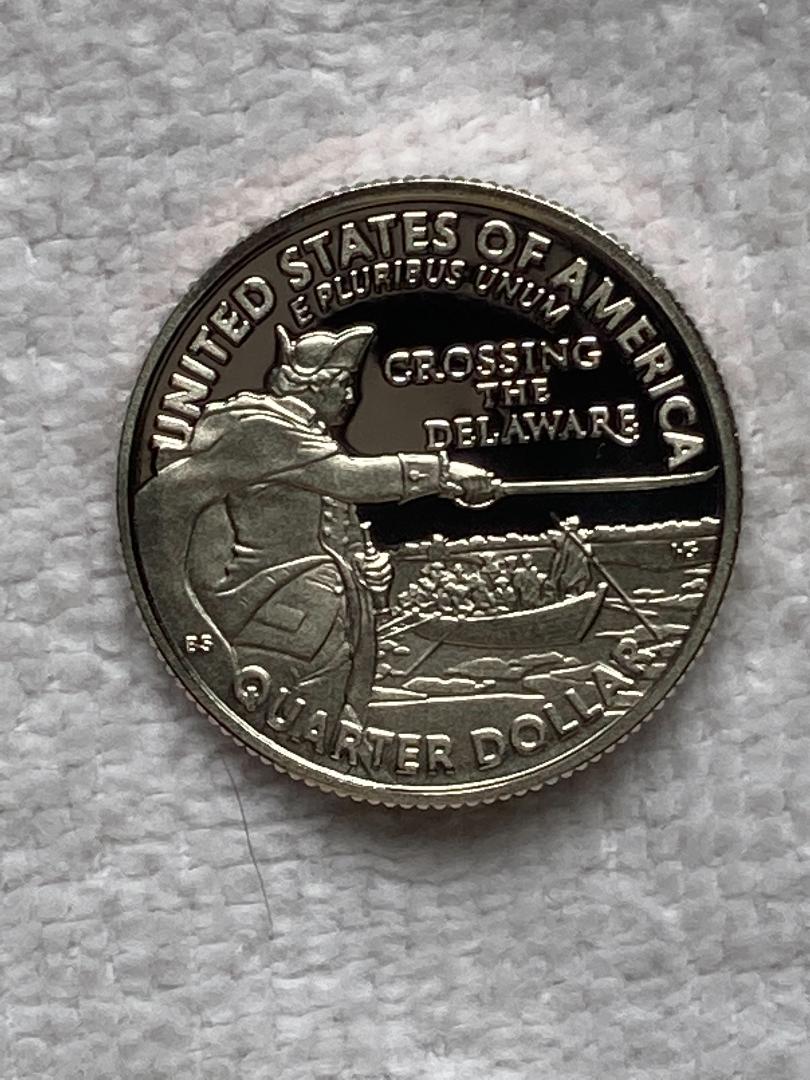 UNITED STATES OF AMERICA
E PLURIBUS UNUM
CROSSING
THE
DELAWARE
BS
QUARTER DOLLAR